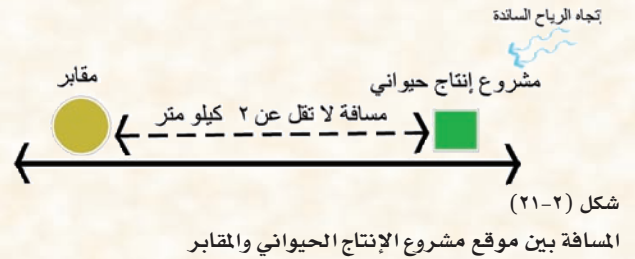 إتجاه الرياح السائدة
مشروع إنتاج حيواني
مقابر
مسافة لا تقل عن ٢ كيلو متر
شكل (٢-٢١)
المسافة بين موقع مشروع الإنتاج الحيواني والمقابر